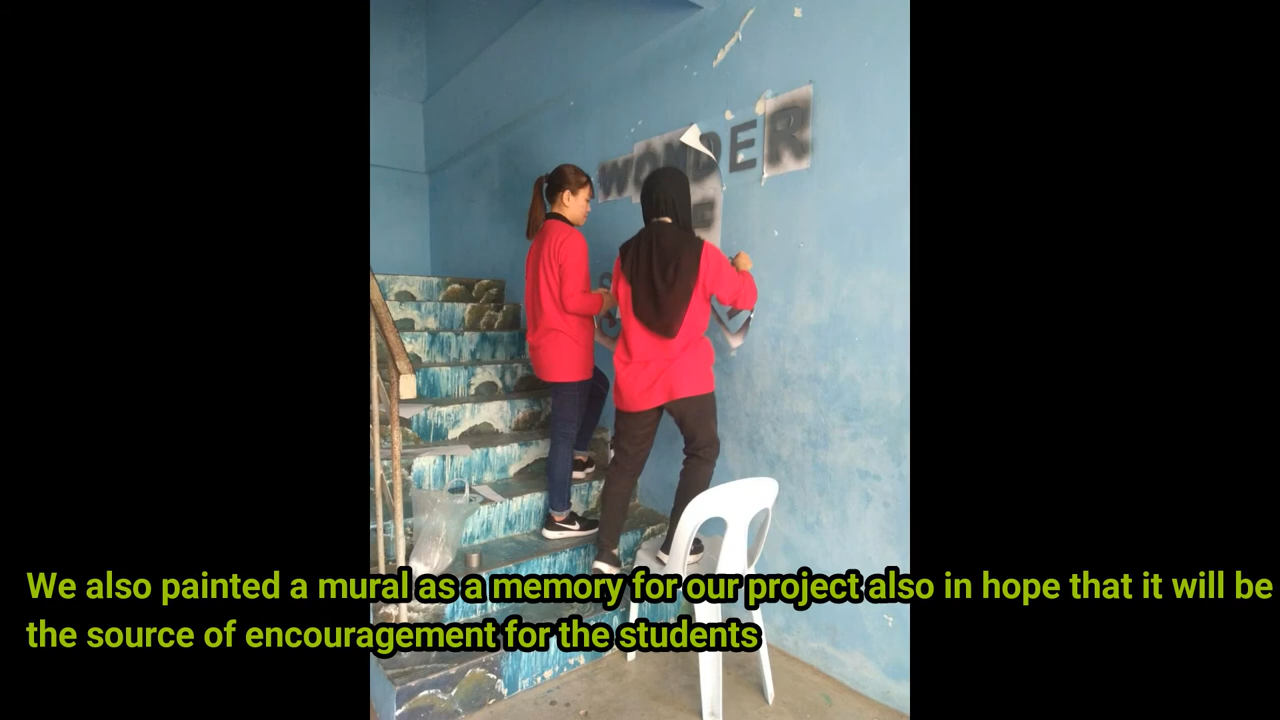 WONDER
We also painted a mural as a memory for our project also in hope that it will be
the source of encouragement for the students